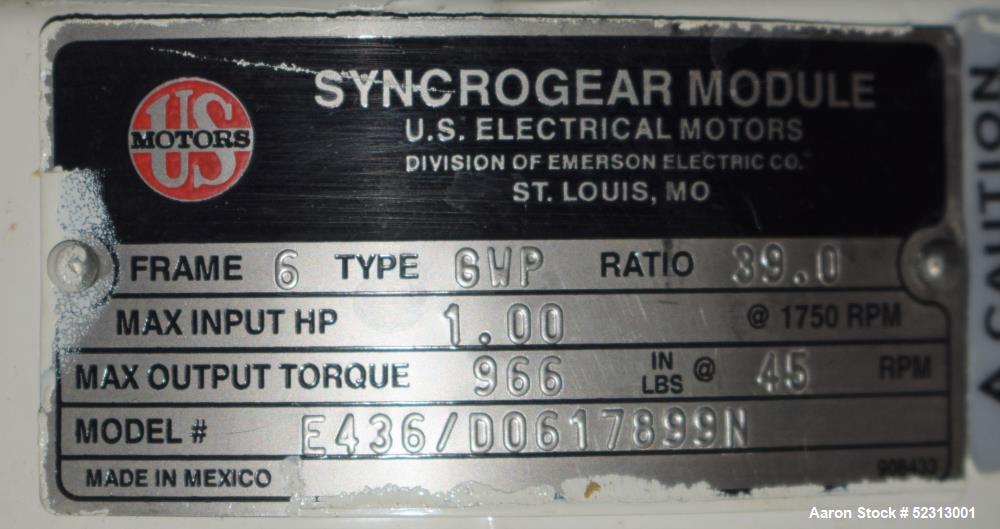 US
MOTORS
SYNCROGEAR MODULE
U.S. ELECTRICAL MOTORS
DIVISION OF EMERSON ELECTRIC CO.
ST. LOUIS, MO
FRAME 6 TYPE GWP RATIO 39.0
MAX INPUT HP 1.00 @ 1750 RPM
MAX OUTPUT TORQUE 966 IN LBS @ 45 RPM
MODEL # E436/D0617899N
MADE IN MEXICO 908433
CAUTION
Aaron Stock # 52313001